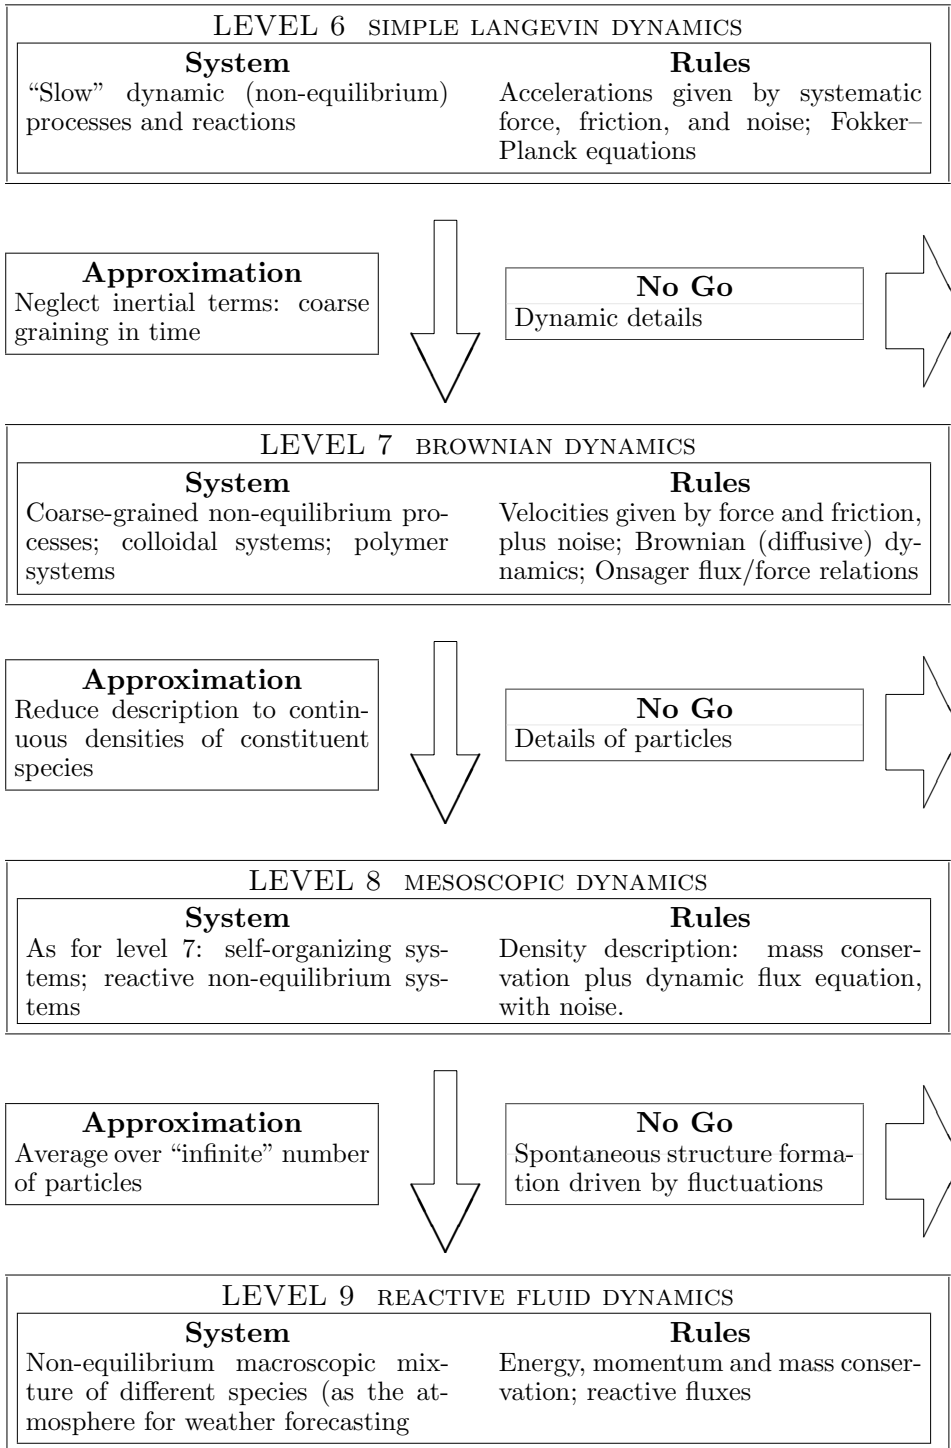 LEVEL 6 SIMPLE LANGEVIN DYNAMICS
System
“Slow” dynamic (non-equilibrium)
processes and reactions
Rules
Accelerations given by systematic
force, friction, and noise; Fokker–
Planck equations
Approximation
Neglect inertial terms: coarse
graining in time
No Go
Dynamic details
LEVEL 7 BROWNIAN DYNAMICS
System
Coarse-grained non-equilibrium pro-
cesses; colloidal systems; polymer
systems
Rules
Velocities given by force and friction,
plus noise; Brownian (diffusive) dy-
namics; Onsager flux/force relations
Approximation
Reduce description to contin-
uous densities of constituent
species
No Go
Details of particles
LEVEL 8 MESOSCOPIC DYNAMICS
System
As for level 7: self-organizing sys-
tems; reactive non-equilibrium sys-
tems
Rules
Density description: mass conser-
vation plus dynamic flux equation,
with noise.
Approximation
Average over “infinite” number
of particles
No Go
Spontaneous structure forma-
tion driven by fluctuations
LEVEL 9 REACTIVE FLUID DYNAMICS
System
Non-equilibrium macroscopic mix-
ture of different species (as the at-
mosphere for weather forecasting
Rules
Energy, momentum and mass conser-
vation; reactive fluxes